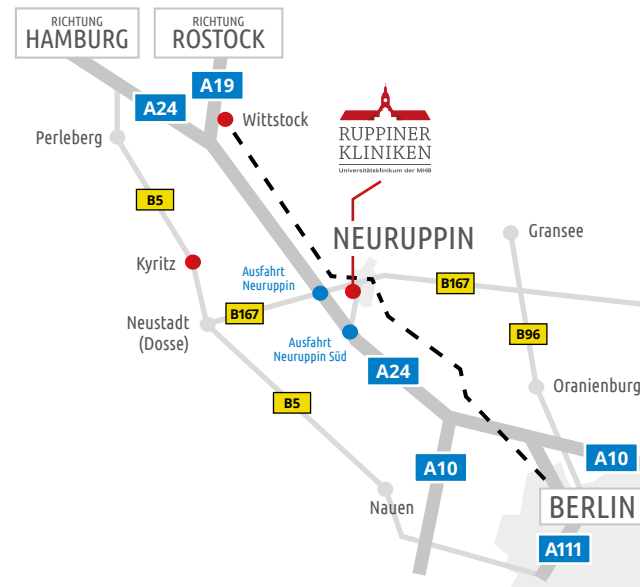 RICHTUNG
HAMBURG
RICHTUNG
ROSTOCK
A19
A24
Wittstock
Perleberg
RUPPINER
KLINIKEN
Universitätsklinikum der MHB
B5
NEURUPPIN
Gransee
Kyritz
Ausfahrt
Neuruppin
B167
B167
Neustadt
(Dosse)
Ausfahrt
Neuruppin Süd
B96
A24
Oranienburg
B5
A10
A10
Nauen
BERLIN
A111